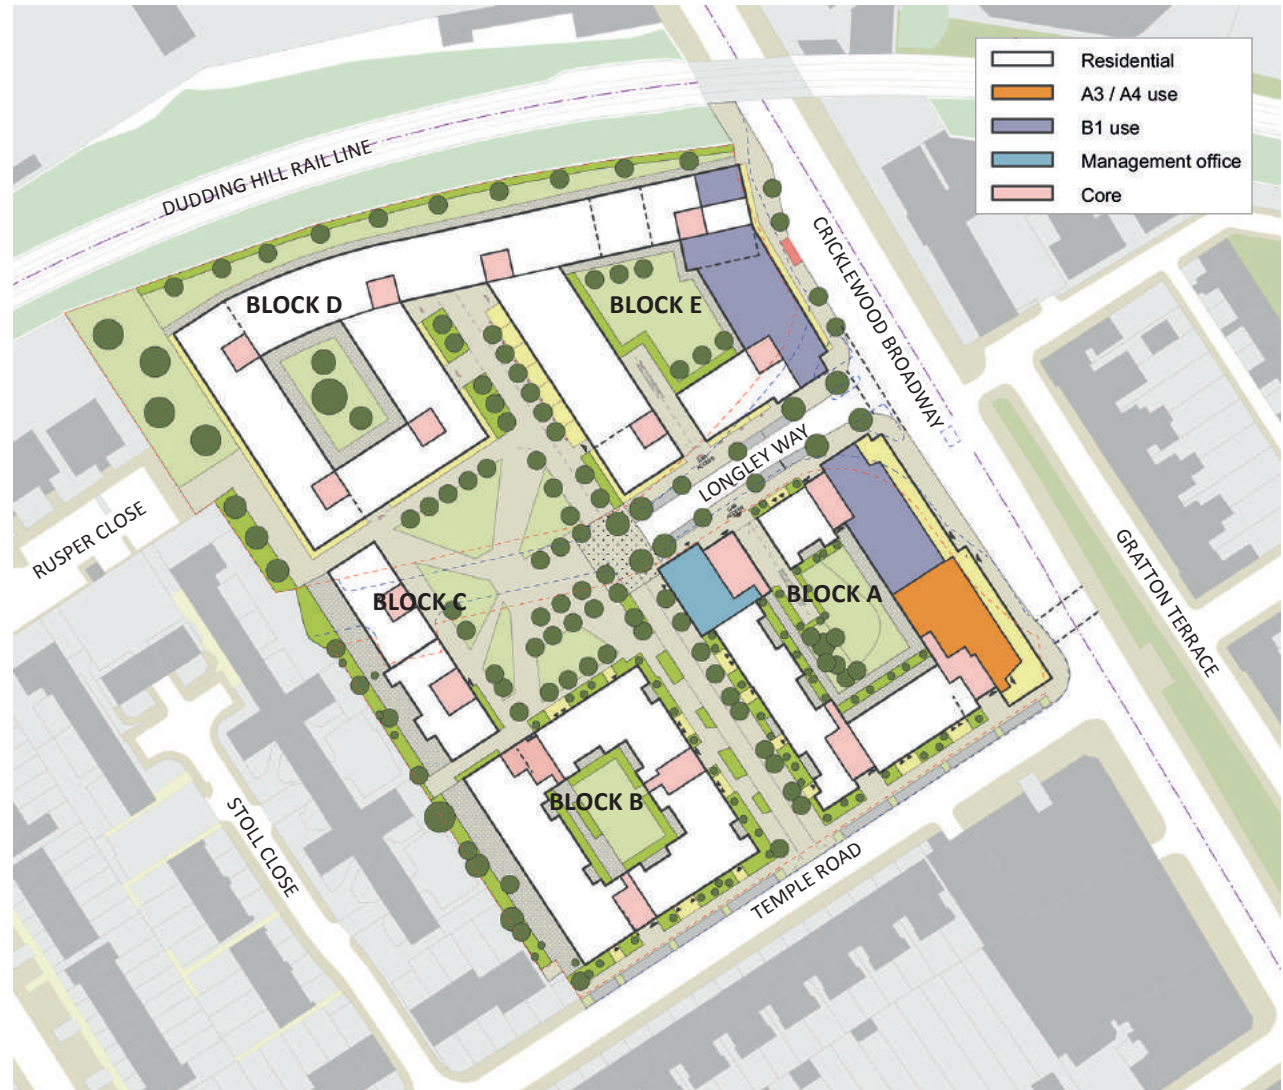 Residential
A3 / A4 use
B1 use
Management office
Core
DUDDING HILL RAIL LINE
CRICKLEWOOD BROADWAY
BLOCK D
BLOCK E
LONGLEY WAY
RUSPER CLOSE
GRATTON TERRACE
BLOCK A
BLOCK C
BLOCK B
STOLL CLOSE
TEMPLE ROAD